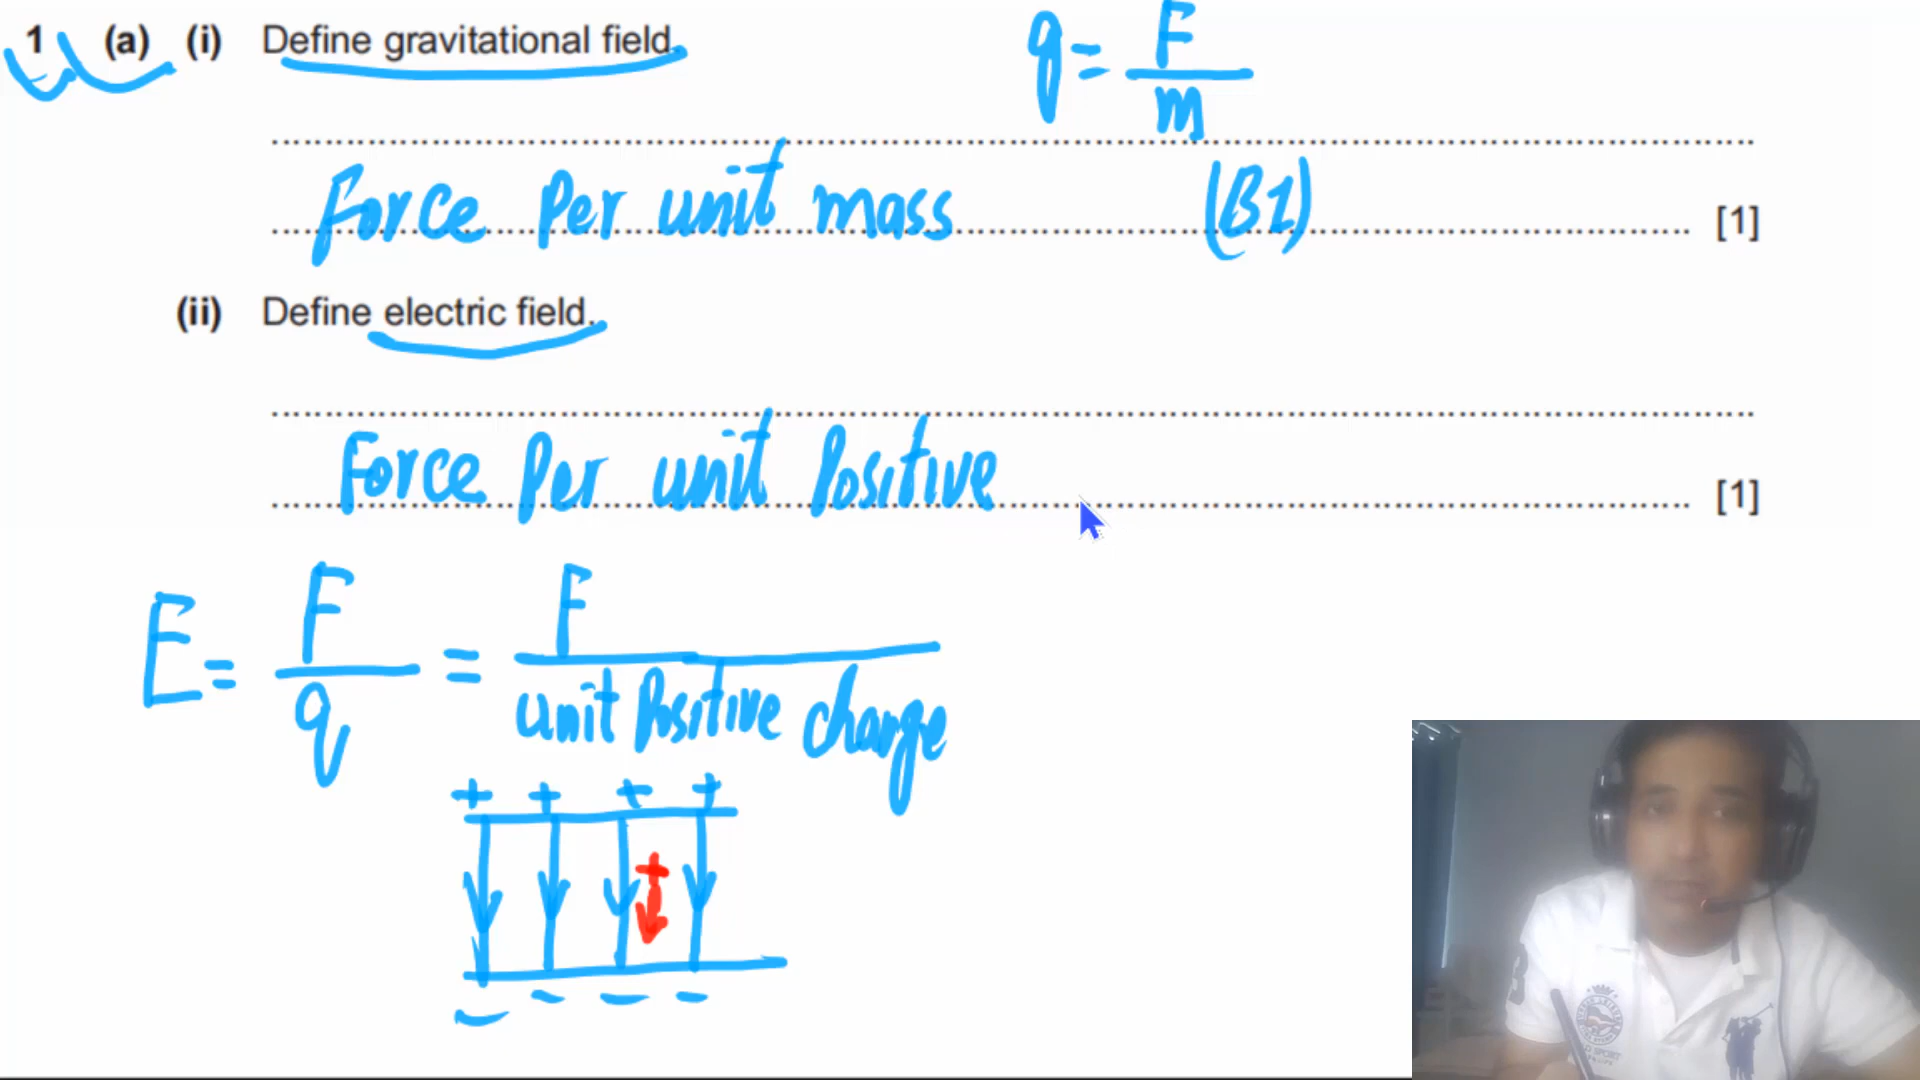 1 (a) (i) Define gravitational field.
g = F
m
Force Per unit mass (B1) [1]
(ii) Define electric field.
Force Per unit Positive [1]
E = F = F
q unit Positive charge
+ + + +
+
- - - -
3